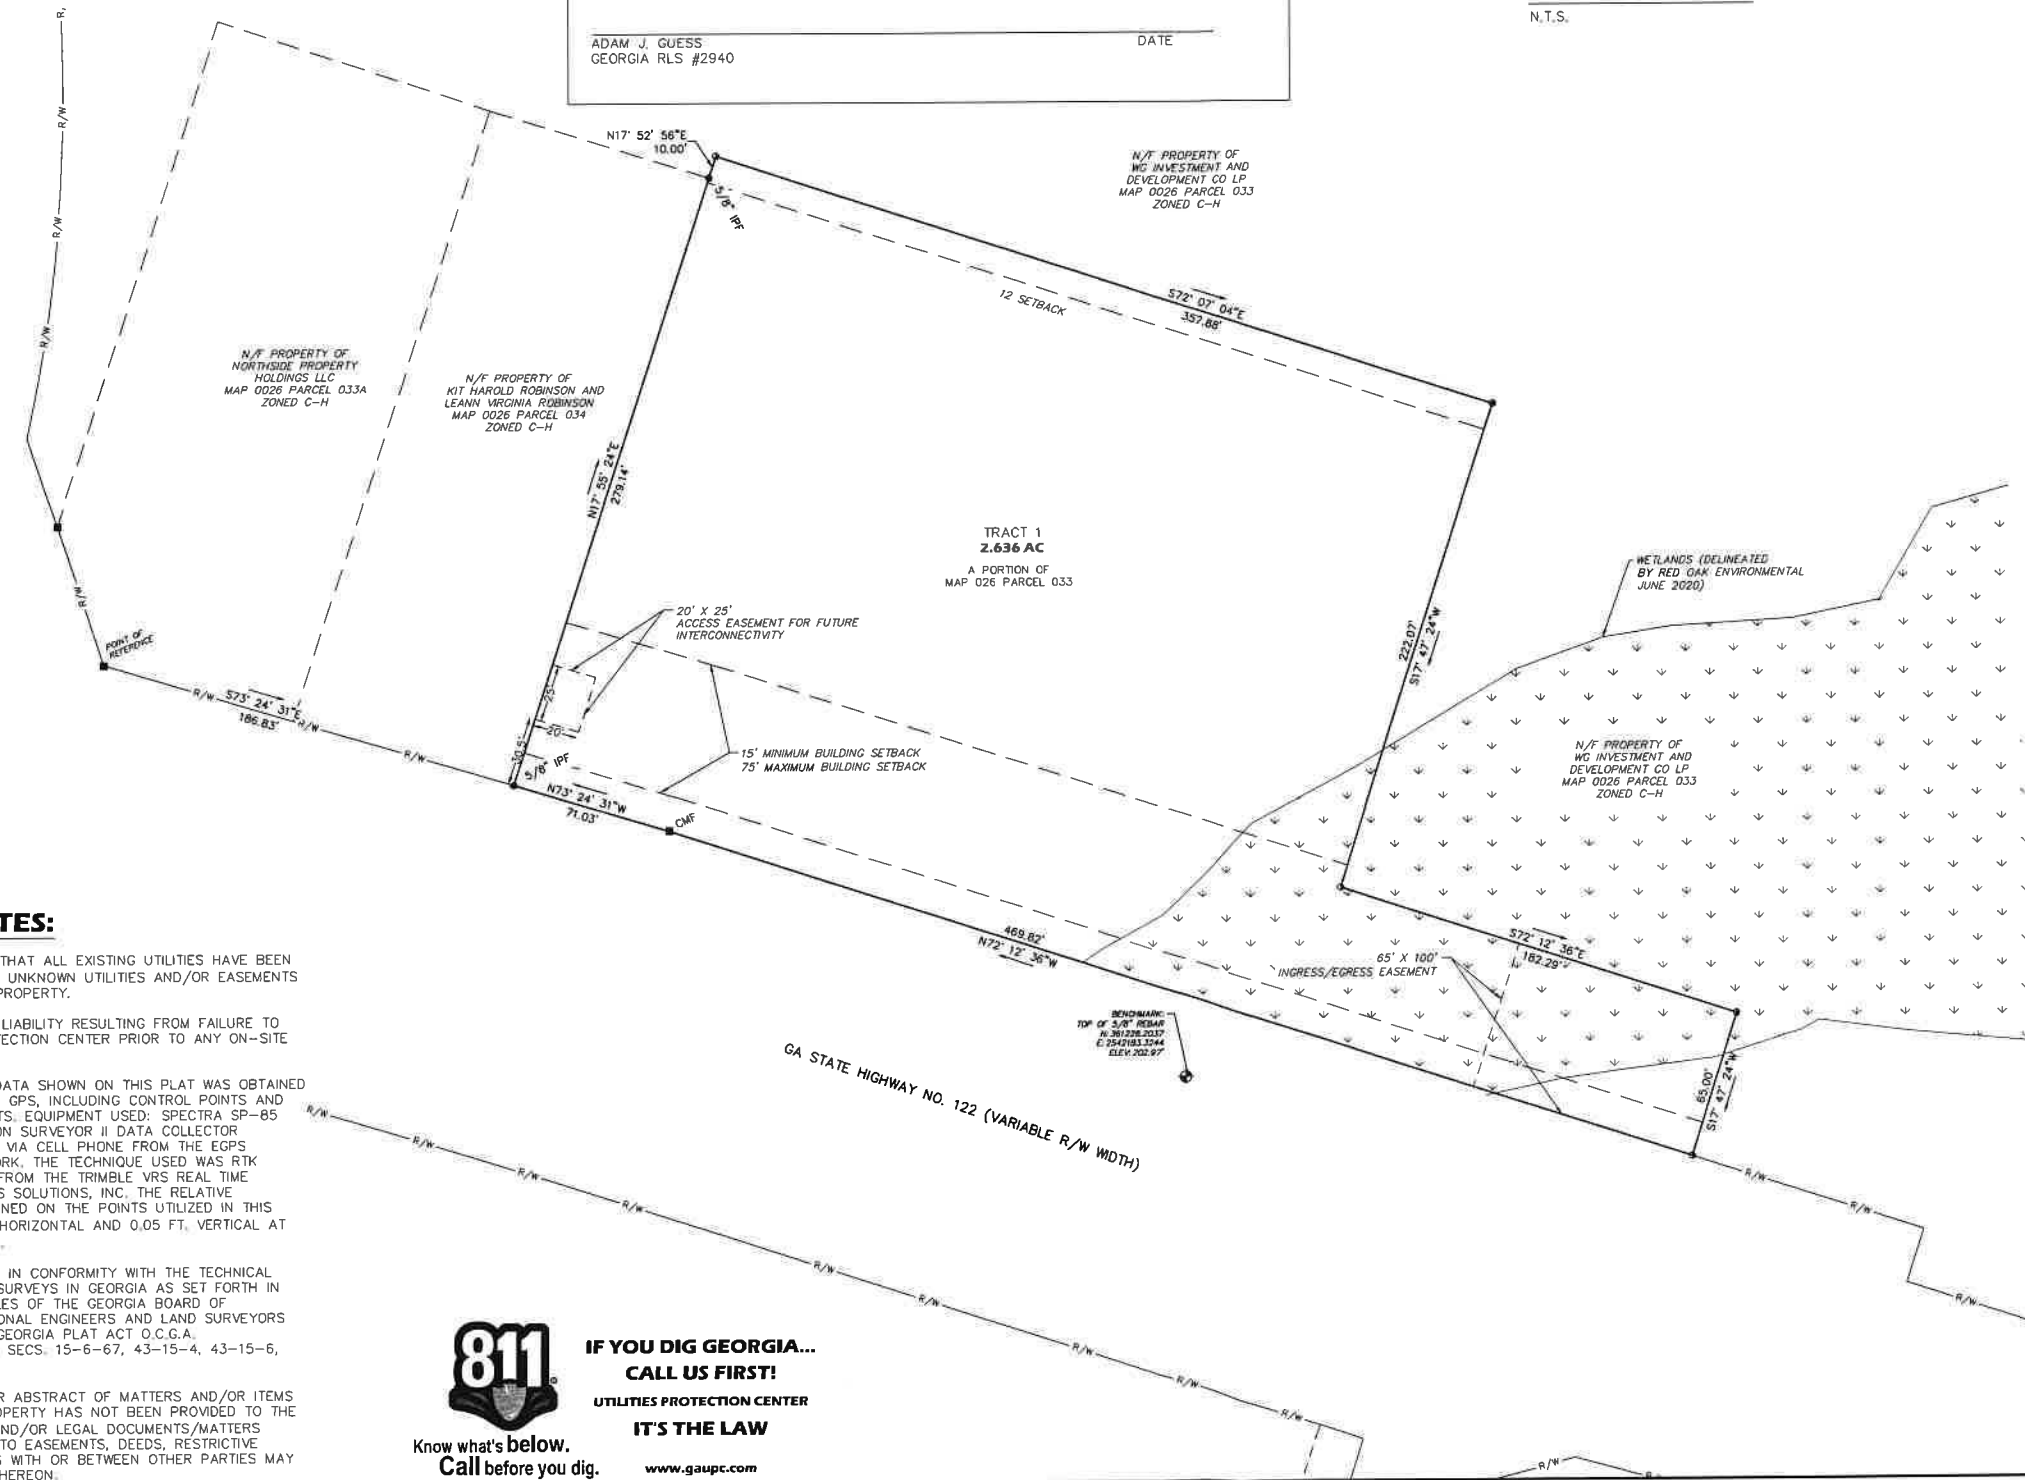 ADAM J. GUESS
DATE
GEORGIA RLS #2940
N.T.S.
R/W
R/W
R/W
R/W
N17° 52' 56"E
10.00'
5/8" IPF
N/F PROPERTY OF
WG INVESTMENT AND
DEVELOPMENT CO LP
MAP 0026 PARCEL 033
ZONED C-H
12 SETBACK
S72° 07' 04"E
357.88'
N/F PROPERTY OF
NORTHSIDE PROPERTY
HOLDINGS LLC
MAP 0026 PARCEL 033A
ZONED C-H
N/F PROPERTY OF
KIT HAROLD ROBINSON AND
LEANN VIRGINIA ROBINSON
MAP 0026 PARCEL 034
ZONED C-H
N17° 55' 24"E
279.14'
TRACT 1
2.636 AC
A PORTION OF
MAP 026 PARCEL 033
222.07'
S17° 47' 24"W
WETLANDS (DELINEATED
BY RED OAK ENVIRONMENTAL
JUNE 2020)
20' X 25'
ACCESS EASEMENT FOR FUTURE
INTERCONNECTIVITY
POINT OF
REFERENCE
R/W
S73° 24' 31"E
186.83'
R/W
R/W
25'
20'
30.5'
5/8" IPF
15' MINIMUM BUILDING SETBACK
75' MAXIMUM BUILDING SETBACK
N73° 24' 31"W
71.03'
CMF
N/F PROPERTY OF
WG INVESTMENT AND
DEVELOPMENT CO LP
MAP 0026 PARCEL 033
ZONED C-H
469.82'
N72° 12' 36"W
S72° 12' 36"E
182.29'
65' X 100'
INGRESS/EGRESS EASEMENT
BENCHMARK:
TOP OF 5/8" REBAR
N: 361228.2037
E: 2542183.3244
ELEV: 202.97'
65.00'
S17° 47' 24"W
GA STATE HIGHWAY NO. 122 (VARIABLE R/W WIDTH)
R/W
R/W
R/W
R/W
R/W
R/W
R/W
R/W
R/W
R/W
R/W
R/W
R/W
TES:
THAT ALL EXISTING UTILITIES HAVE BEEN
UNKNOWN UTILITIES AND/OR EASEMENTS
PROPERTY.
LIABILITY RESULTING FROM FAILURE TO
ECTION CENTER PRIOR TO ANY ON-SITE
DATA SHOWN ON THIS PLAT WAS OBTAINED
GPS, INCLUDING CONTROL POINTS AND
TS. EQUIPMENT USED: SPECTRA SP-85
ON SURVEYOR II DATA COLLECTOR
VIA CELL PHONE FROM THE EGPS
ORK. THE TECHNIQUE USED WAS RTK
FROM THE TRIMBLE VRS REAL TIME
S SOLUTIONS, INC. THE RELATIVE
NED ON THE POINTS UTILIZED IN THIS
HORIZONTAL AND 0.05 FT. VERTICAL AT
IN CONFORMITY WITH THE TECHNICAL
SURVEYS IN GEORGIA AS SET FORTH IN
LES OF THE GEORGIA BOARD OF
ONAL ENGINEERS AND LAND SURVEYORS
GEORGIA PLAT ACT O.C.G.A.
SECS. 15-6-67, 43-15-4, 43-15-6,
R ABSTRACT OF MATTERS AND/OR ITEMS
OPERTY HAS NOT BEEN PROVIDED TO THE
ND/OR LEGAL DOCUMENTS/MATTERS
TO EASEMENTS, DEEDS, RESTRICTIVE
S WITH OR BETWEEN OTHER PARTIES MAY
HEREON.
811
Know what's below.
Call before you dig.
IF YOU DIG GEORGIA...
CALL US FIRST!
UTILITIES PROTECTION CENTER
IT'S THE LAW
www.gaupc.com